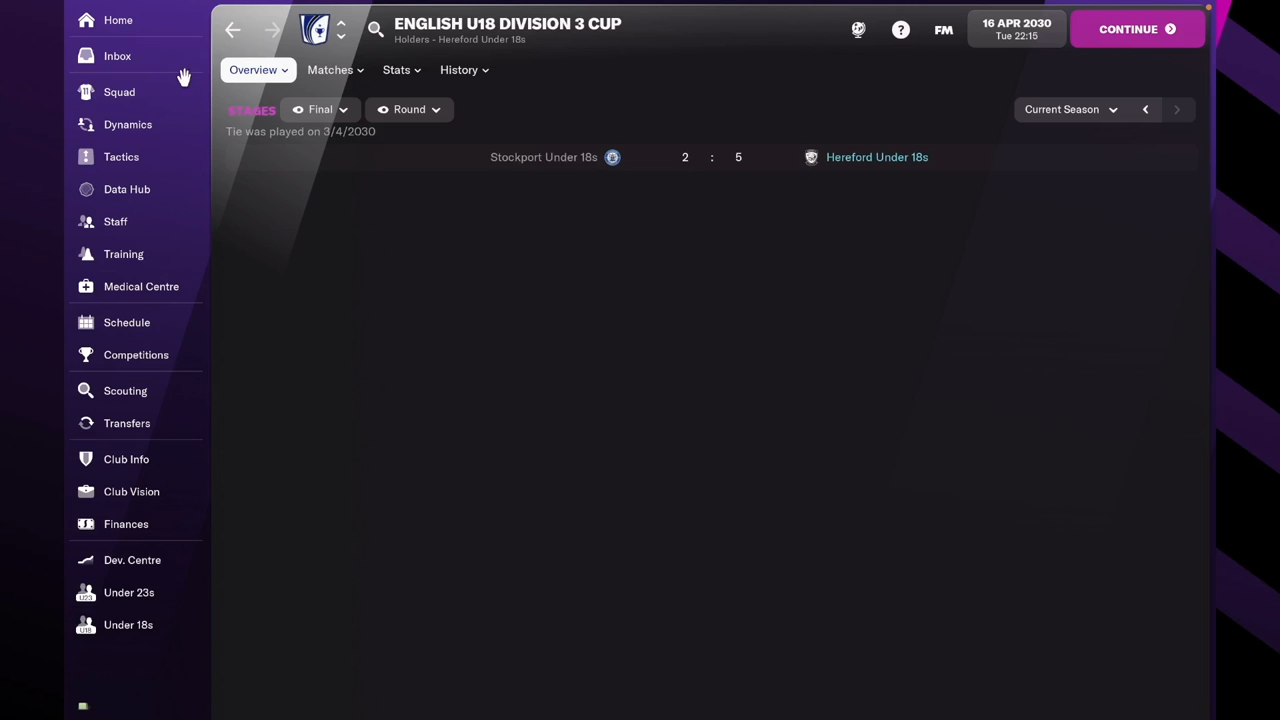 Home
Inbox
Squad
Dynamics
Tactics
Data Hub
Staff
Training
Medical Centre
Schedule
Competitions
Scouting
Transfers
Club Info
Club Vision
Finances
Dev. Centre
U23 Under 23s
U18 Under 18s
ENGLISH U18 DIVISION 3 CUP
Holders - Hereford Under 18s
? FM
16 APR 2030
Tue 22:15
CONTINUE
Overview Matches Stats History
STAGES Final Round Current Season
Tie was played on 3/4/2030
Stockport Under 18s 2 : 5 Hereford Under 18s